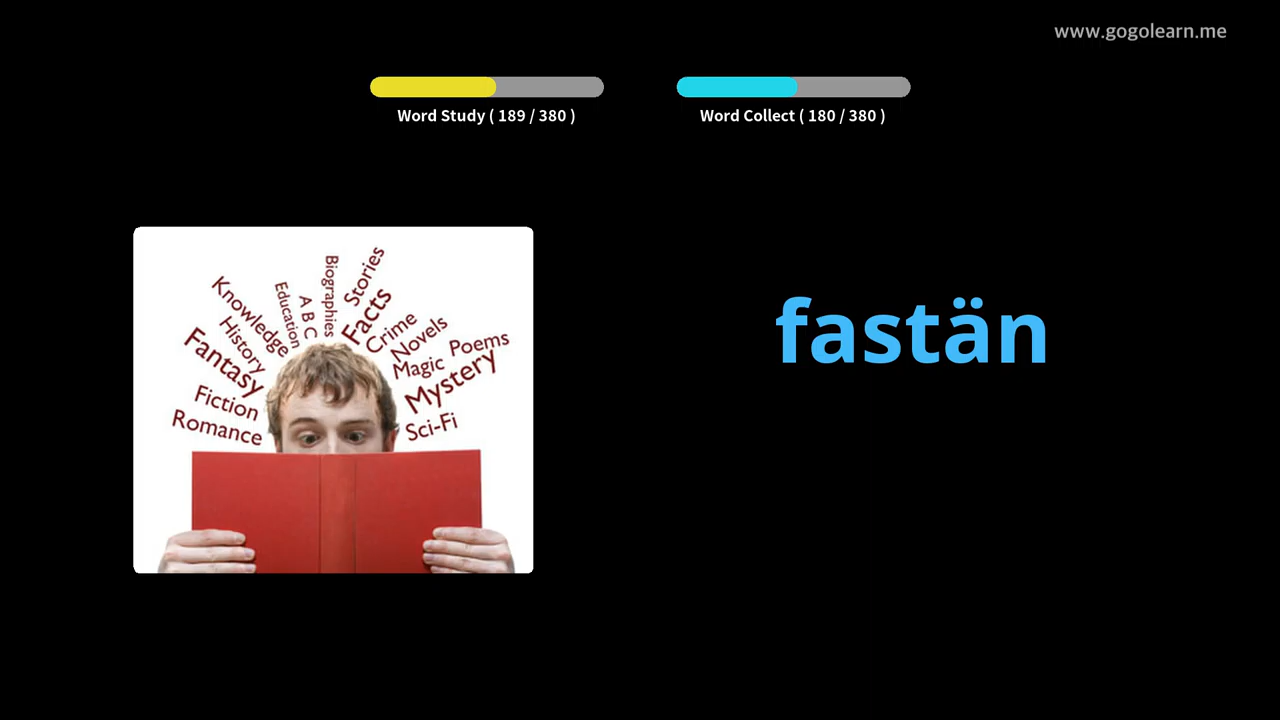 www.gogolearn.me
Word Study ( 189 / 380 )
Word Collect ( 180 / 380 )
fastän
Biographies
Stories
Education
A B C
Facts
Knowledge
Crime
History
Novels
Fantasy
Magic
Poems
Mystery
Fiction
Romance
Sci-Fi